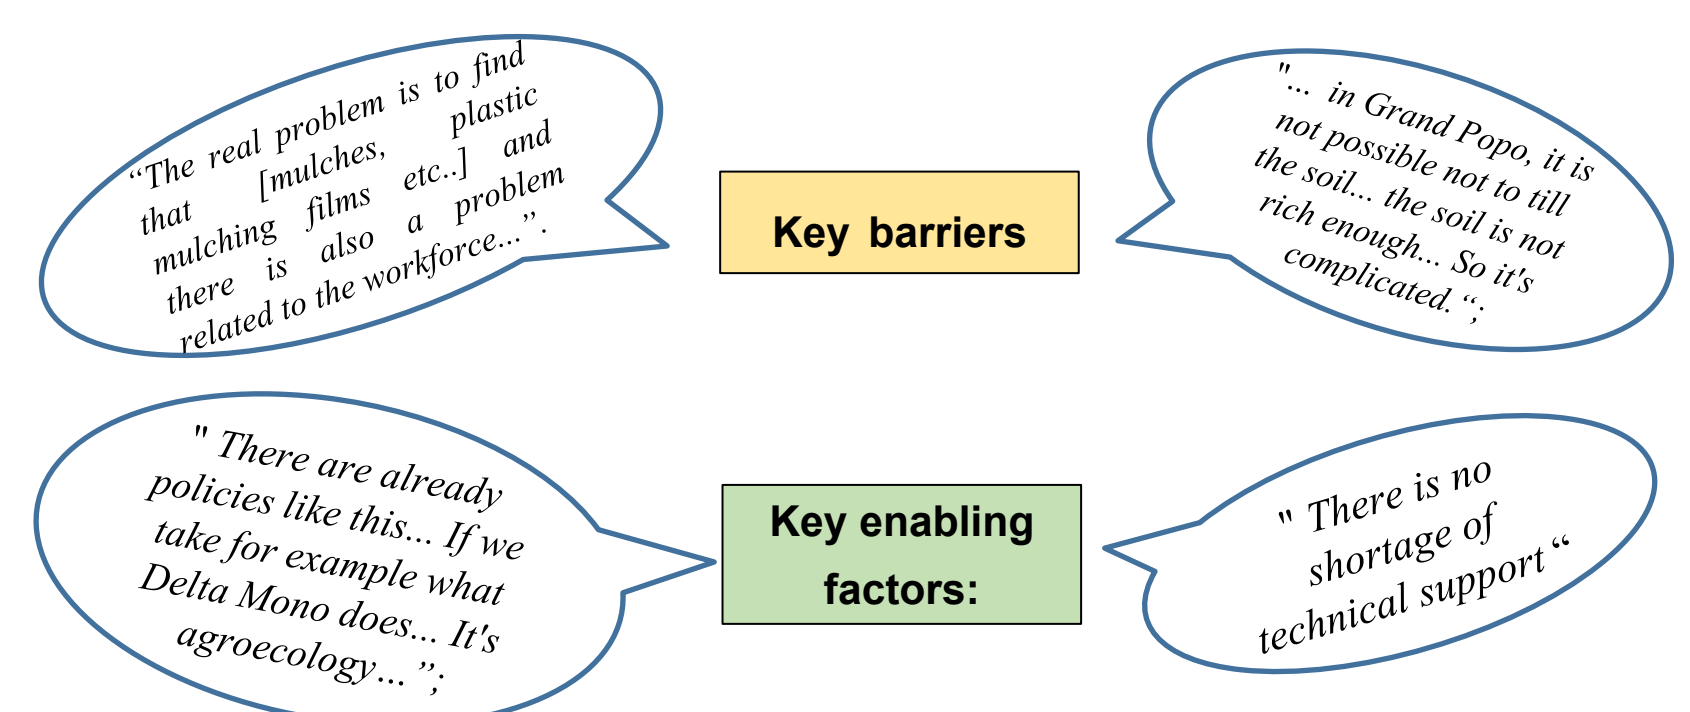 “The real problem is to find
that [mulches, plastic
mulching films etc..] and
there is also a problem
related to the workforce...”.
Key barriers
"... in Grand Popo, it is
not possible not to till
the soil... the soil is not
rich enough... So it's
complicated. “;
" There are already
policies like this... If we
take for example what
Delta Mono does... It's
agroecology... ”;
Key enabling
factors:
" There is no
shortage of
technical support “